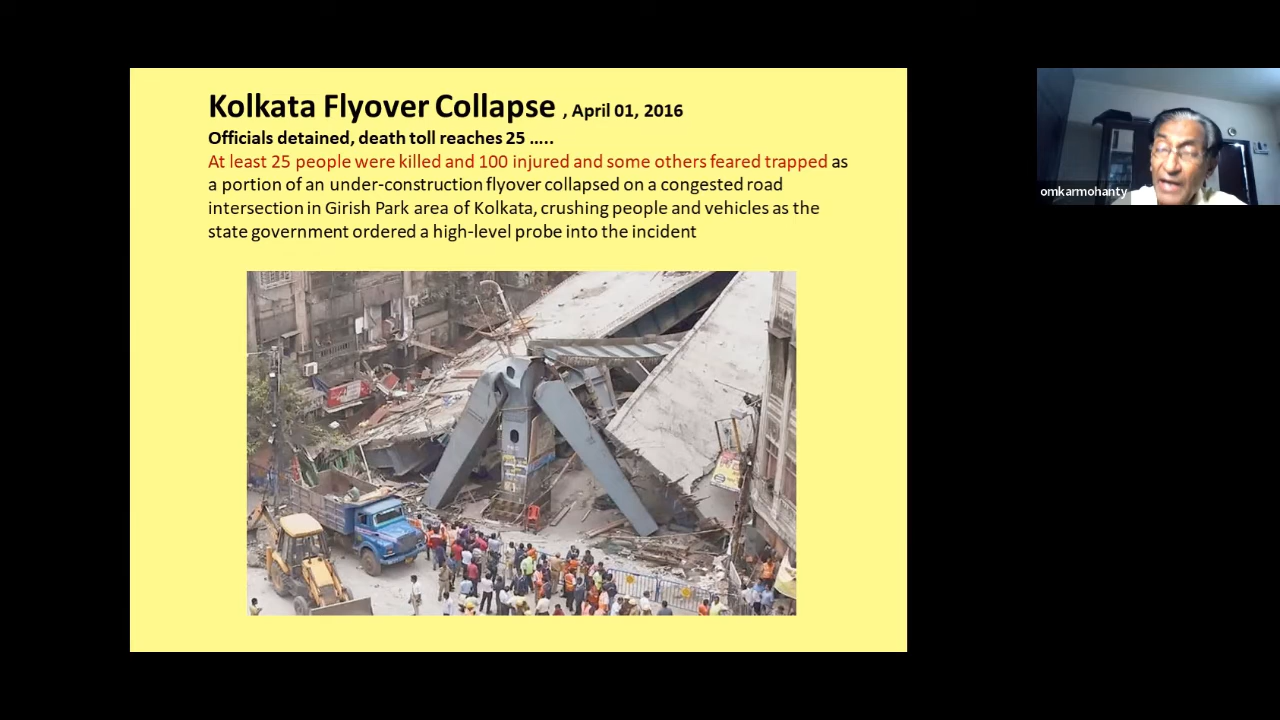 Kolkata Flyover Collapse , April 01, 2016
Officials detained, death toll reaches 25 .....
At least 25 people were killed and 100 injured and some others feared trapped as
a portion of an under-construction flyover collapsed on a congested road
intersection in Girish Park area of Kolkata, crushing people and vehicles as the
state government ordered a high-level probe into the incident
omkarmohanty